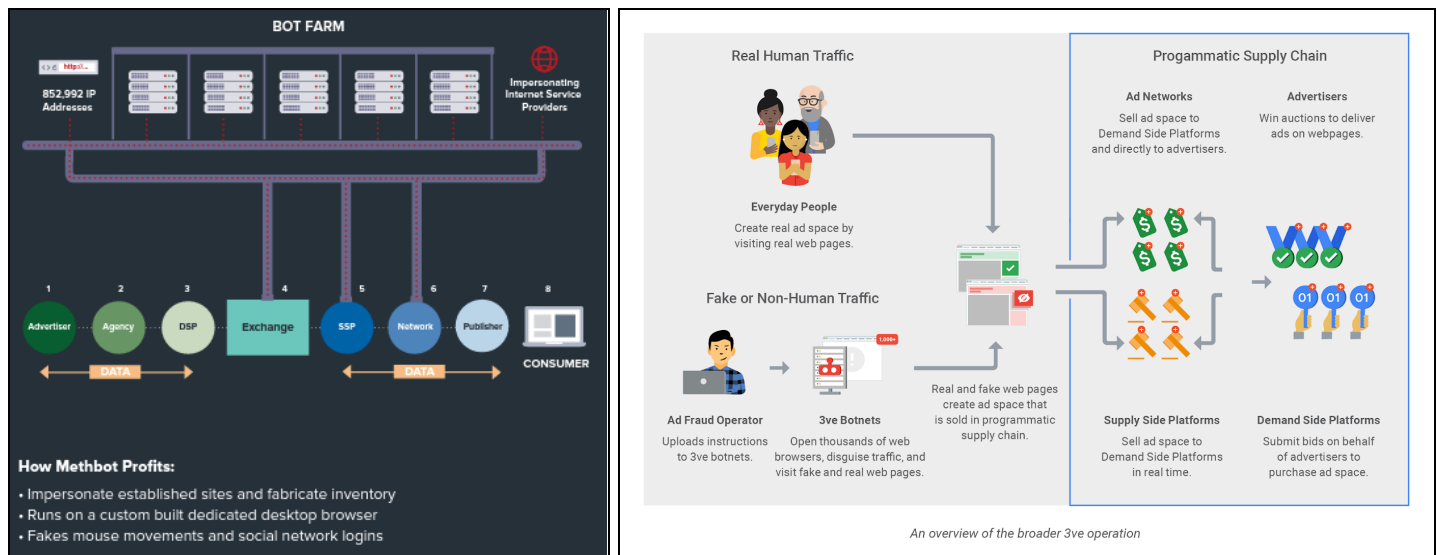 BOT FARM
http://...
852,992 IP
Addresses
Impersonating
Internet Service
Providers
1
2
3
4
5
6
7
8
Advertiser
Agency
DSP
Exchange
SSP
Network
Publisher
DATA
DATA
CONSUMER
How Methbot Profits:
• Impersonate established sites and fabricate inventory
• Runs on a custom built dedicated desktop browser
• Fakes mouse movements and social network logins
Real Human Traffic
Everyday People
Create real ad space by
visiting real web pages.
Fake or Non-Human Traffic
1,000+
Ad Fraud Operator
Uploads instructions
to 3ve botnets.
3ve Botnets
Open thousands of web
browsers, disguise traffic, and
visit fake and real web pages.
Real and fake web pages
create ad space that
is sold in programmatic
supply chain.
Progammatic Supply Chain
Ad Networks
Sell ad space to
Demand Side Platforms
and directly to advertisers.
Advertisers
Win auctions to deliver
ads on webpages.
$ $
$ $
01 01 01
Supply Side Platforms
Sell ad space to
Demand Side Platforms
in real time.
Demand Side Platforms
Submit bids on behalf
of advertisers to
purchase ad space.
An overview of the broader 3ve operation